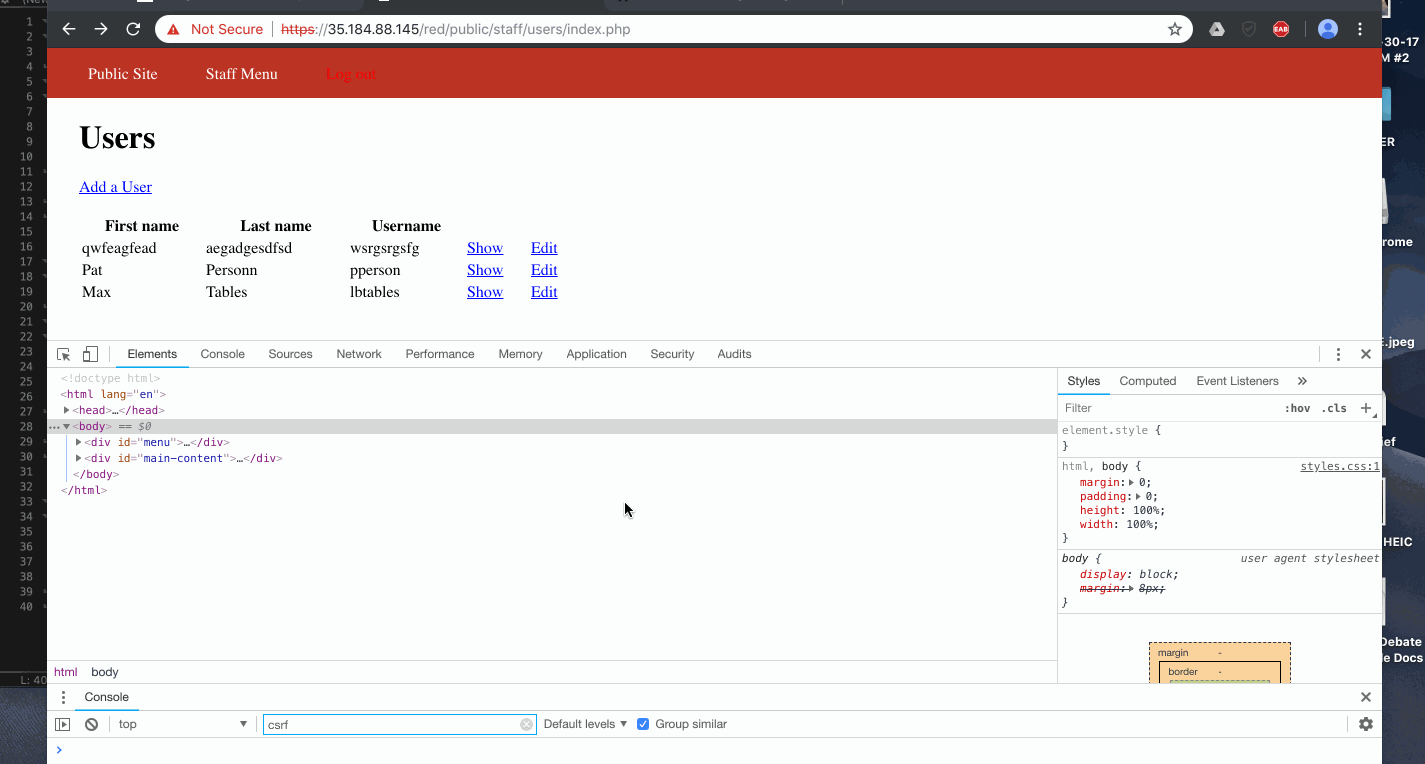 Not Secure | https://35.184.88.145/red/public/staff/users/index.php
EAB
Public Site Staff Menu Log out
Users
Add a User
First name Last name Username
qwfeagfead aegadgesdfsd wsrgsrgsfg Show Edit
Pat Personn pperson Show Edit
Max Tables lbtables Show Edit
Elements Console Sources Network Performance Memory Application Security Audits
<!doctype html>
<html lang="en">
<head>…</head>
<body> == $0
<div id="menu">…</div>
<div id="main-content">…</div>
</body>
</html>
html body
Styles Computed Event Listeners »
Filter :hov .cls +
element.style {
}
html, body { styles.css:1
margin: 0;
padding: 0;
height: 100%;
width: 100%;
}
body { user agent stylesheet
display: block;
margin: 8px;
}
margin -
border -
Console
top csrf Default levels Group similar
1
2
3
4
5
6
7
8
9
10
11
12
13
14
15
16
17
18
19
20
21
22
23
24
25
26
27
28
29
30
31
32
33
34
35
36
37
38
39
40
L: 40
-30-17
M #2
ER
rome
E.jpeg
ief
HEIC
Debate
le Docs